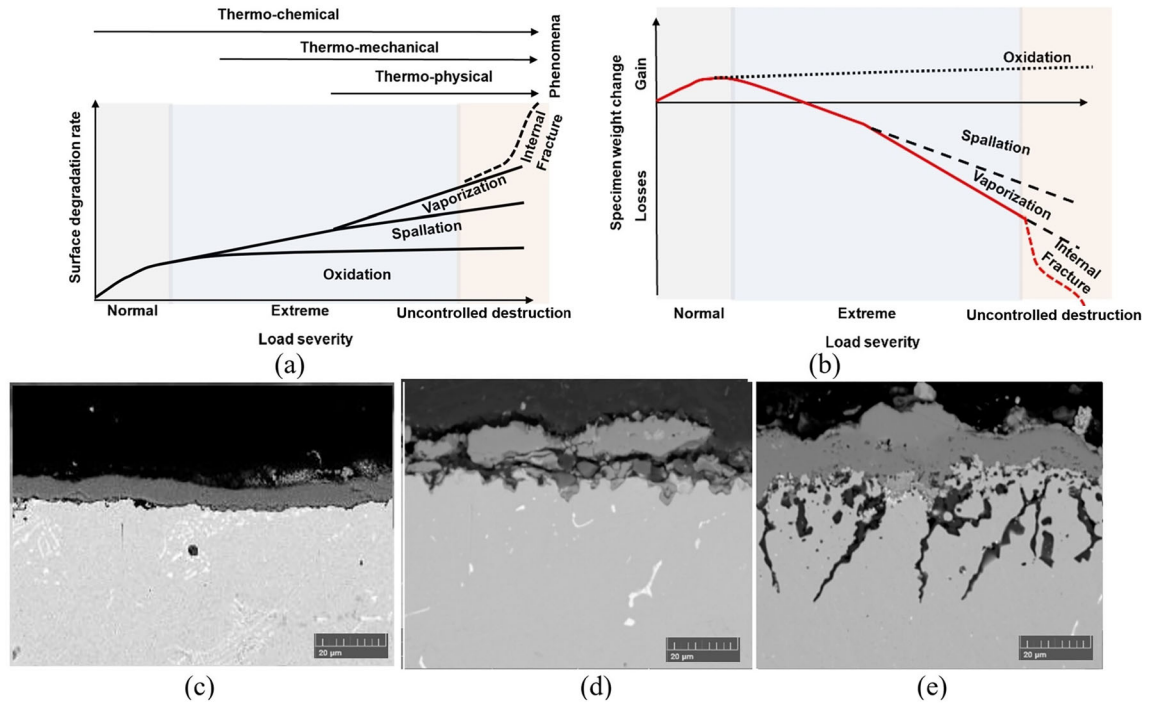 Thermo-chemical
Thermo-mechanical
Thermo-physical
Phenomena
Surface degradation rate
Internal
Fracture
Vaporization
Spallation
Oxidation
Normal
Extreme
Uncontrolled destruction
Load severity
(a)
Gain
Specimen weight change
Losses
Oxidation
Spallation
Vaporization
Internal
Fracture
Normal
Extreme
Uncontrolled destruction
Load severity
(b)
20 µm
(c)
20 µm
(d)
20 µm
(e)